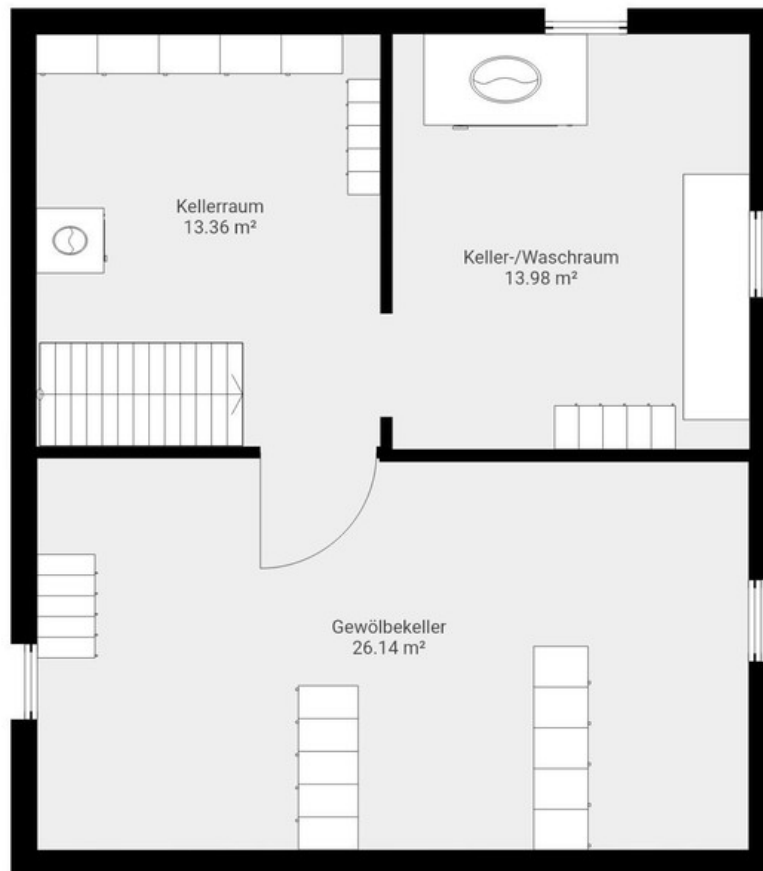 Kellerraum
13.36 m²
Keller-/Waschraum
13.98 m²
Gewölbekeller
26.14 m²